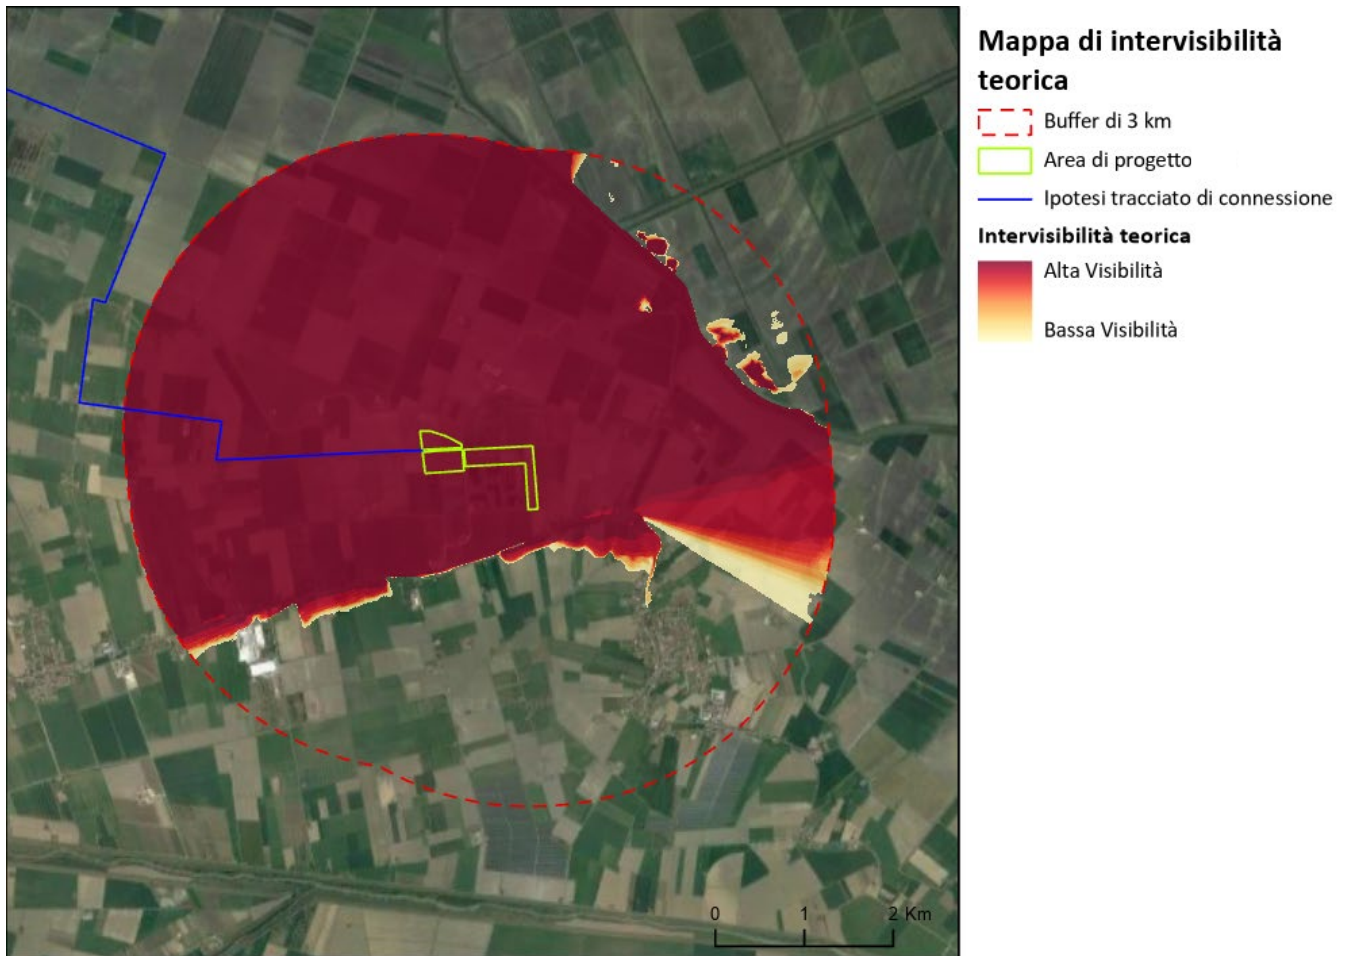 Mappa di intervisibilità
teorica
Buffer di 3 km
Area di progetto
Ipotesi tracciato di connessione
Intervisibilità teorica
Alta Visibilità
Bassa Visibilità
0 1 2 Km